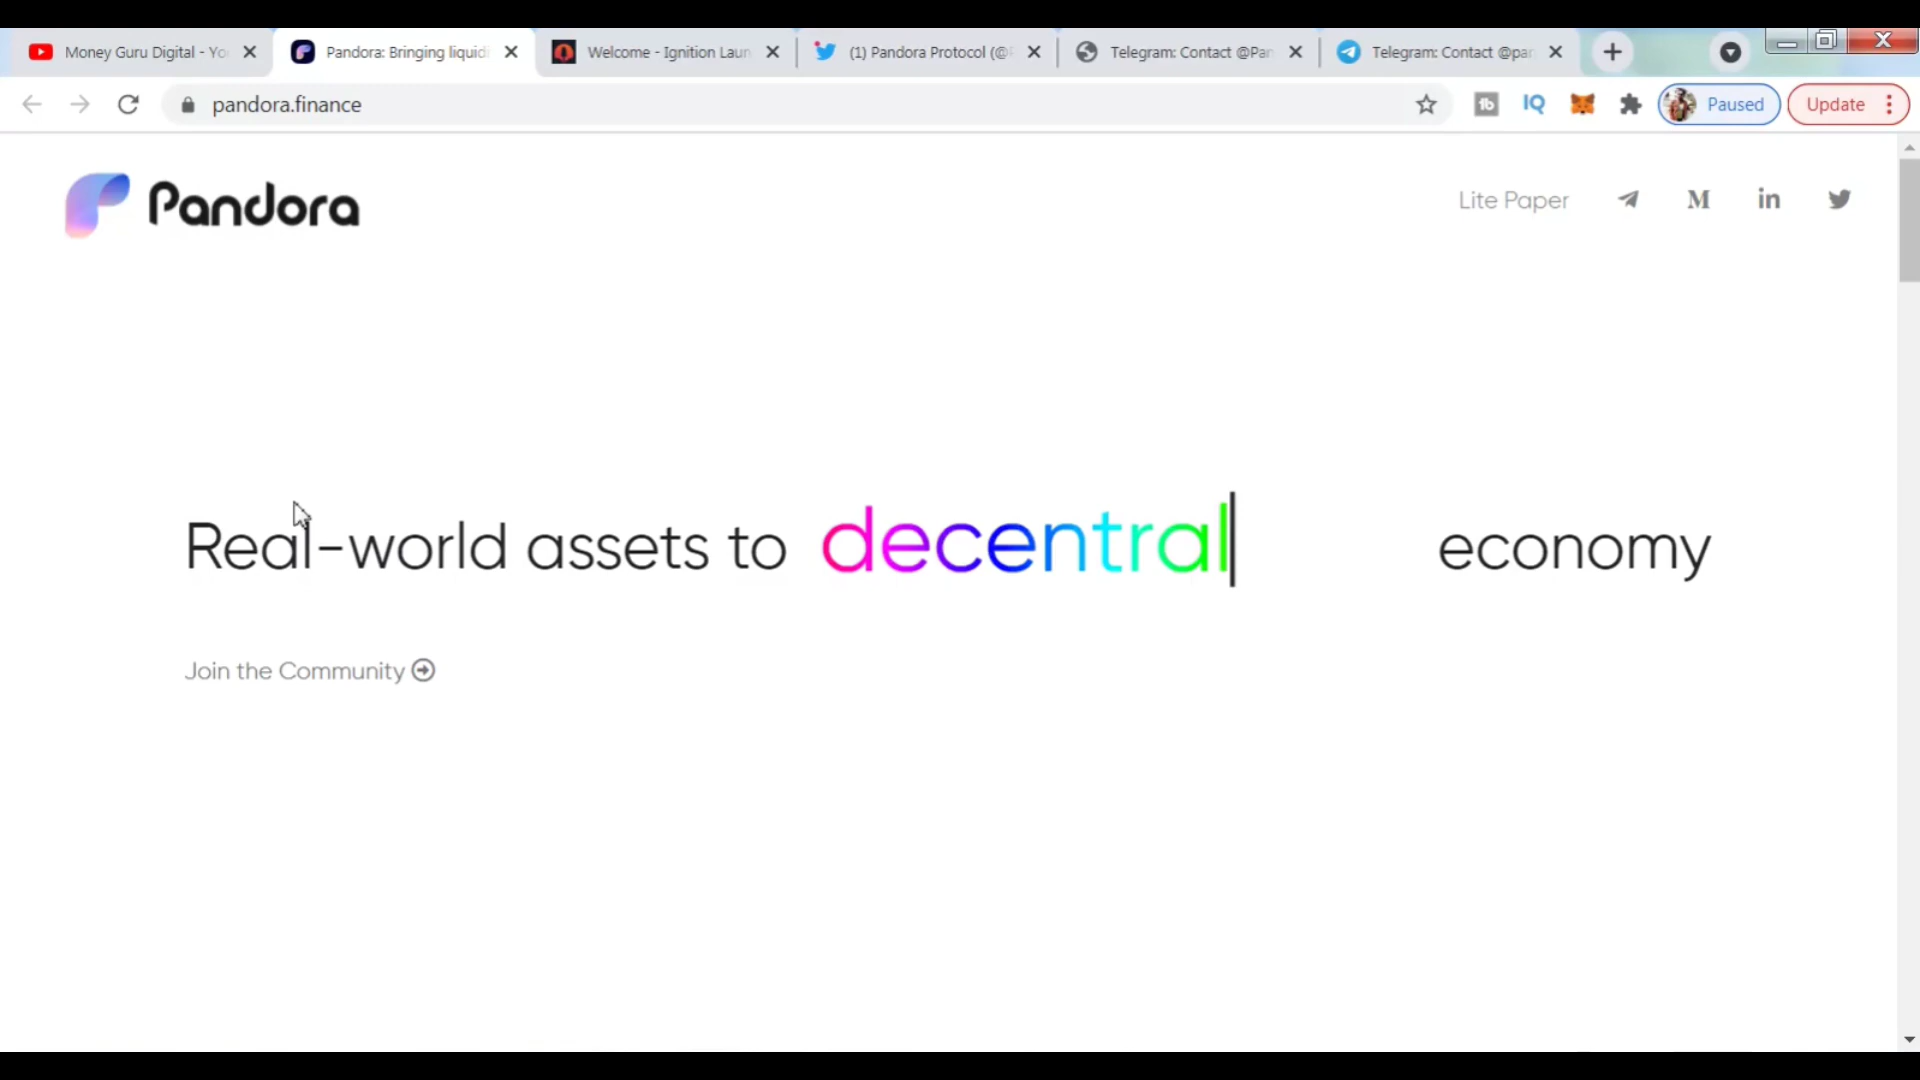 Money Guru Digital - Yo
Pandora: Bringing liquid
Welcome - Ignition Laun
(1) Pandora Protocol (@
Telegram: Contact @Pan
Telegram: Contact @par
pandora.finance
IQ
Paused
Update
Pandora
Lite Paper
M
in
Real-world assets to decentral economy
Join the Community